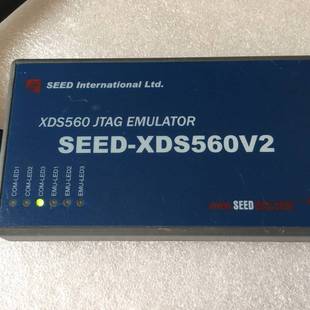 SEED International Ltd.
XDS560 JTAG EMULATOR
SEED-XDS560V2
COM-LED1
COM-LED2
COM-LED3
EMU-LED1
EMU-LED2
EMU-LED3